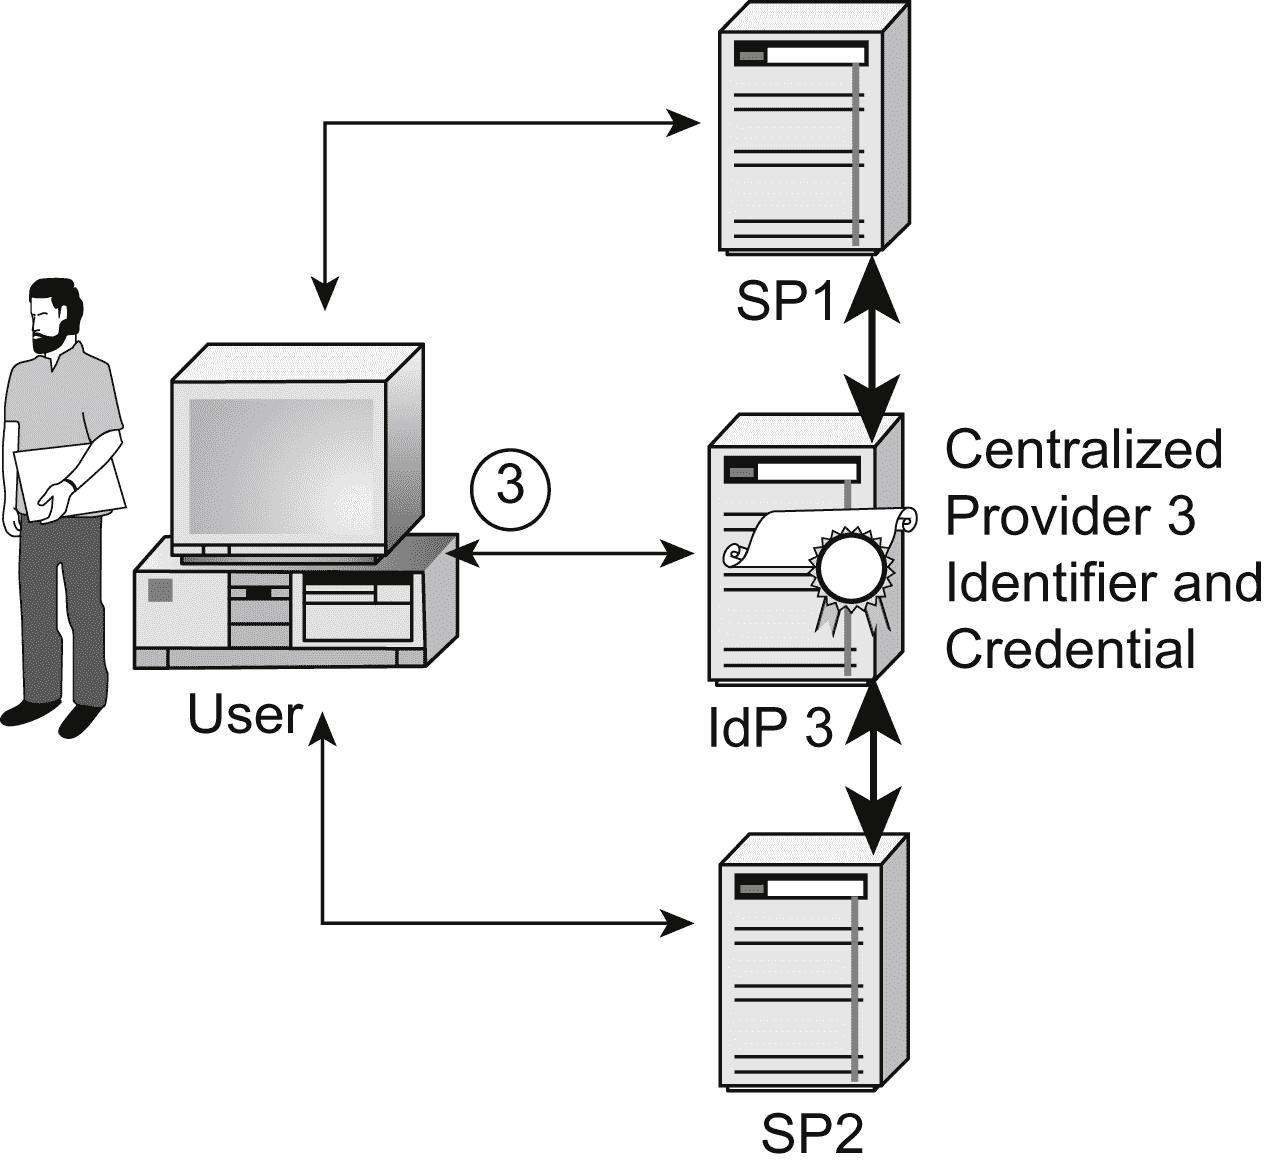 SP1
3
Centralized
Provider 3
Identifier and
Credential
User
IdP 3
SP2